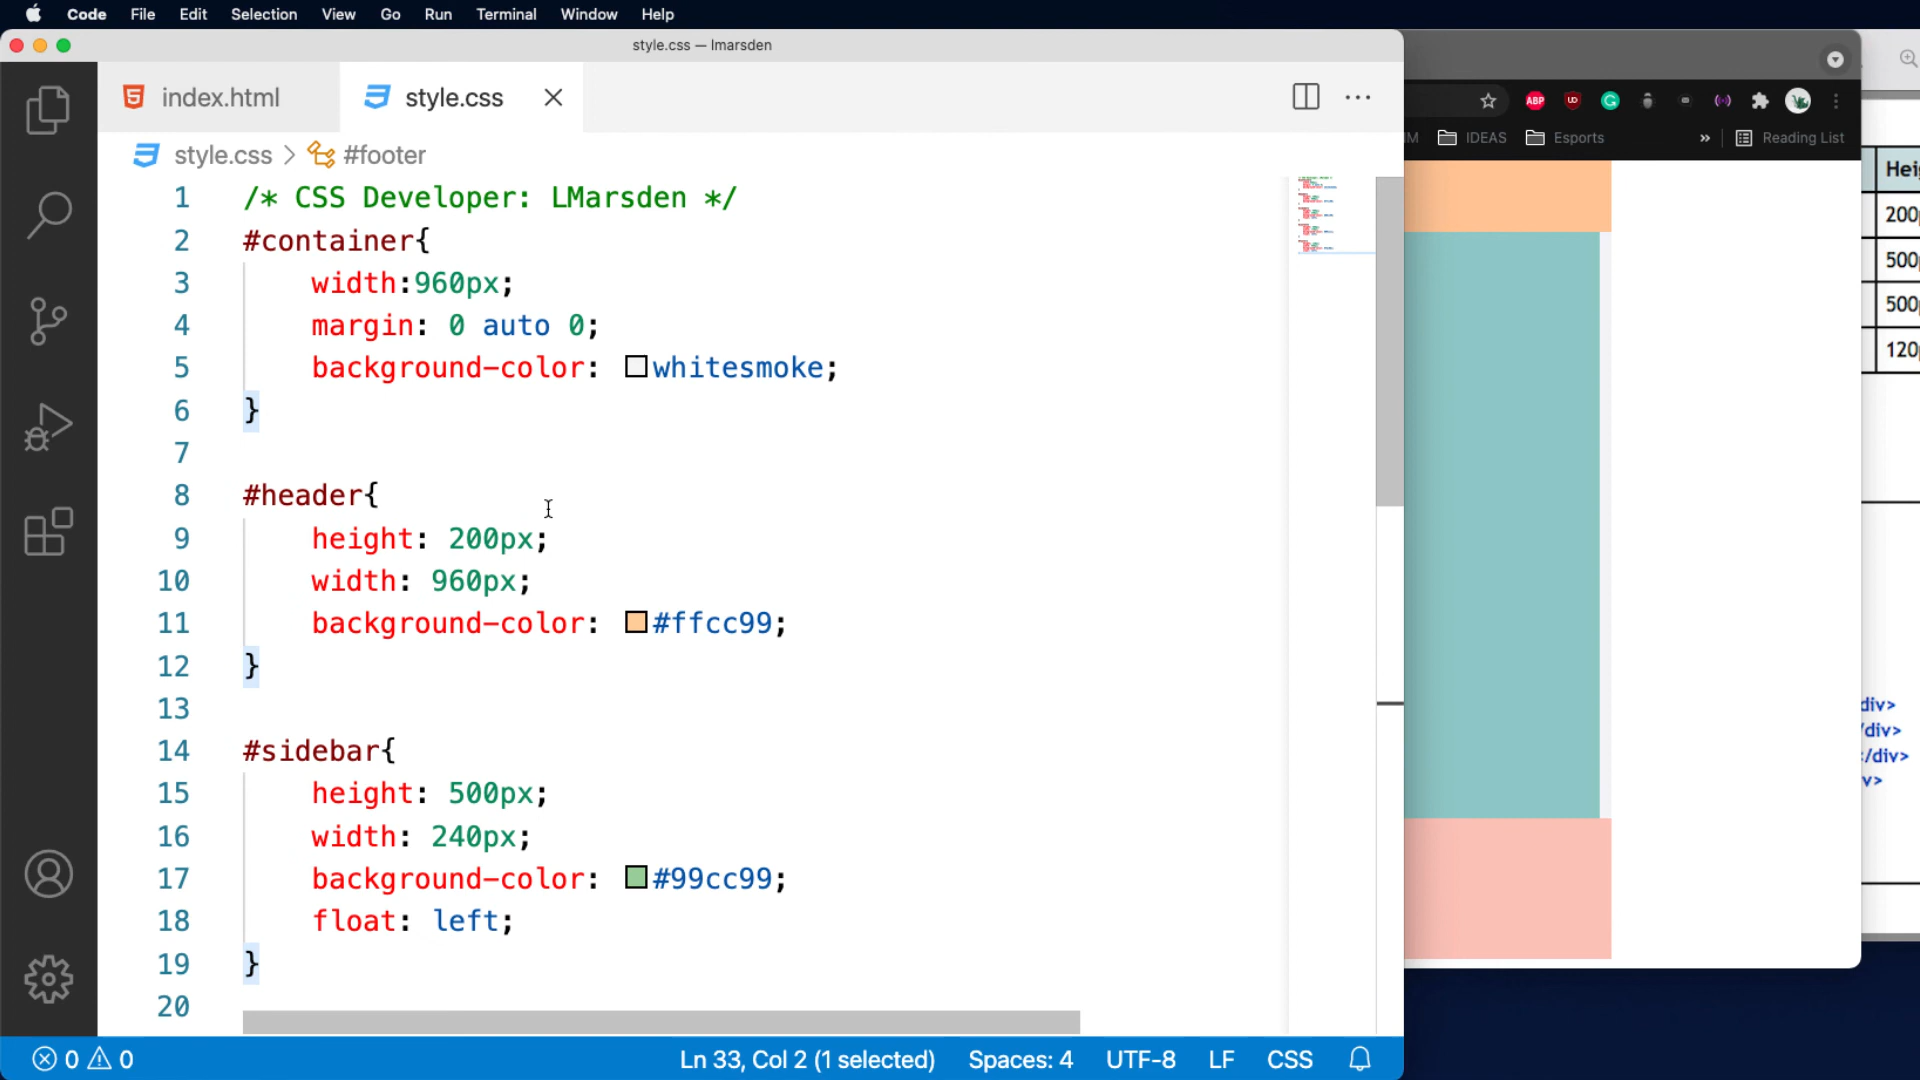 Code File Edit Selection View Go Run Terminal Window Help
style.css — lmarsden
index.html
style.css
style.css > #footer
1 /* CSS Developer: LMarsden */
2 #container{
3 width:960px;
4 margin: 0 auto 0;
5 background-color: whitesmoke;
6 }
7
8 #header{
9 height: 200px;
10 width: 960px;
11 background-color: #ffcc99;
12 }
13
14 #sidebar{
15 height: 500px;
16 width: 240px;
17 background-color: #99cc99;
18 float: left;
19 }
20
0 0
Ln 33, Col 2 (1 selected) Spaces: 4 UTF-8 LF CSS
ABP
IDEAS Esports » Reading List
Hei
200
500
500
120
div>
/div>
/div>
v>